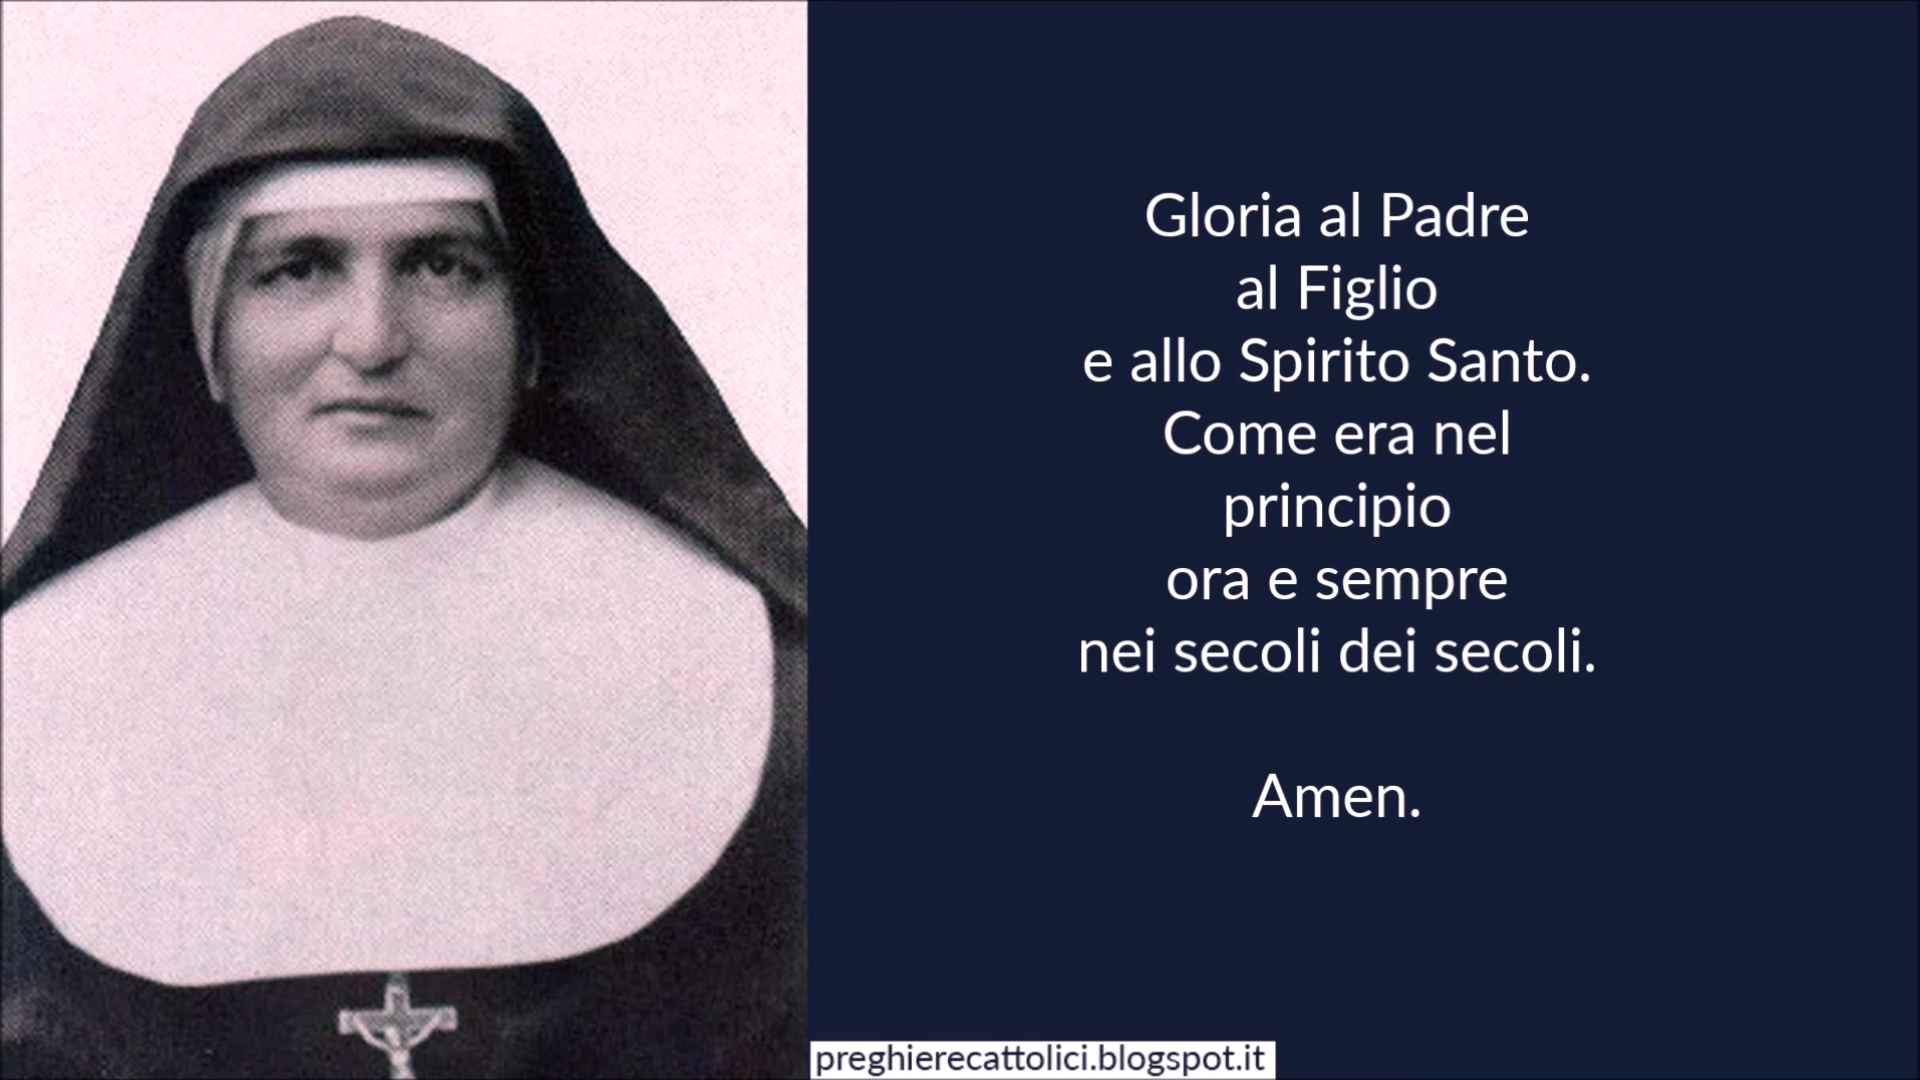 Gloria al Padre
al Figlio
e allo Spirito Santo.
Come era nel
principio
ora e sempre
nei secoli dei secoli.
Amen.
preghierecattolici.blogspot.it